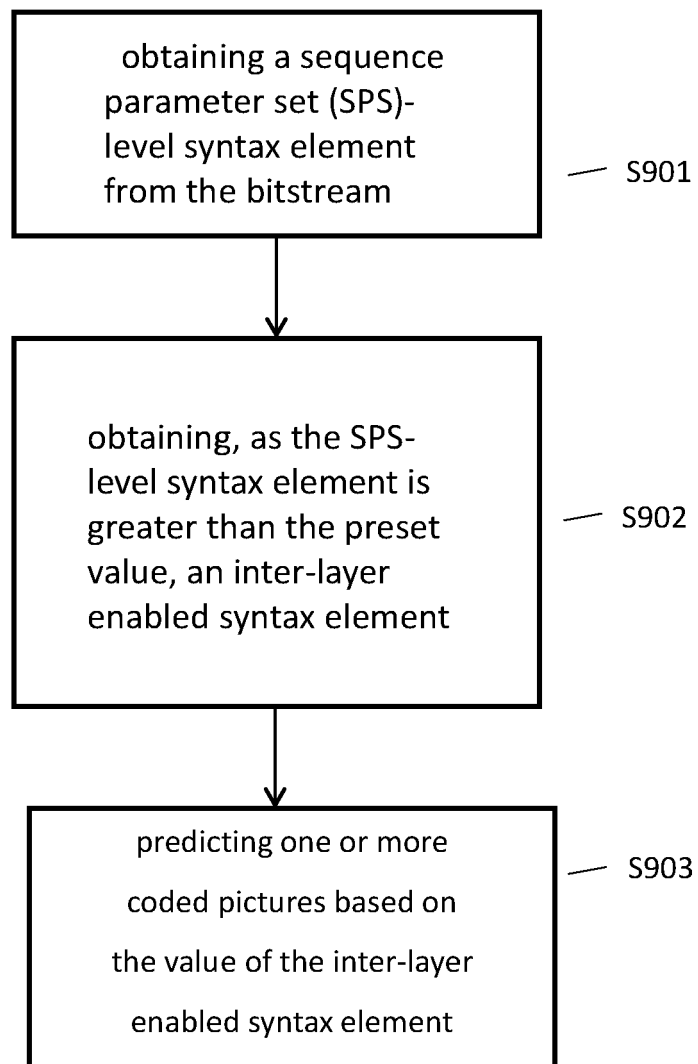 obtaining a sequence
parameter set (SPS)-
level syntax element
from the bitstream
S901
obtaining, as the SPS-
level syntax element is
greater than the preset
value, an inter-layer
enabled syntax element
S902
predicting one or more
coded pictures based on
the value of the inter-layer
enabled syntax element
S903